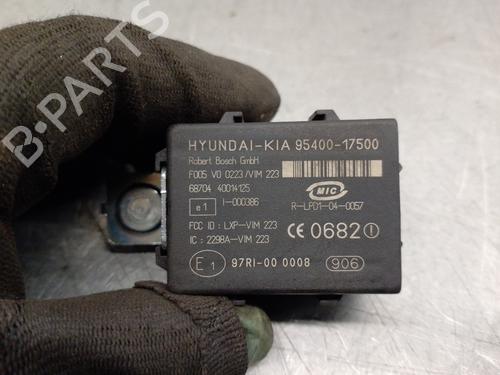 HYUNDAI-KIA 95400-17500
Robert Bosch GmbH
F005 V0 0223/VIM 223
68704 40014125
MIC
e1 I-000386
R-LPD1-04-0057
FCC ID : LXP-VIM 223
IC : 2298A-VIM 223
CE 0682
E1 97RI-00 0008 906
B-PARTS